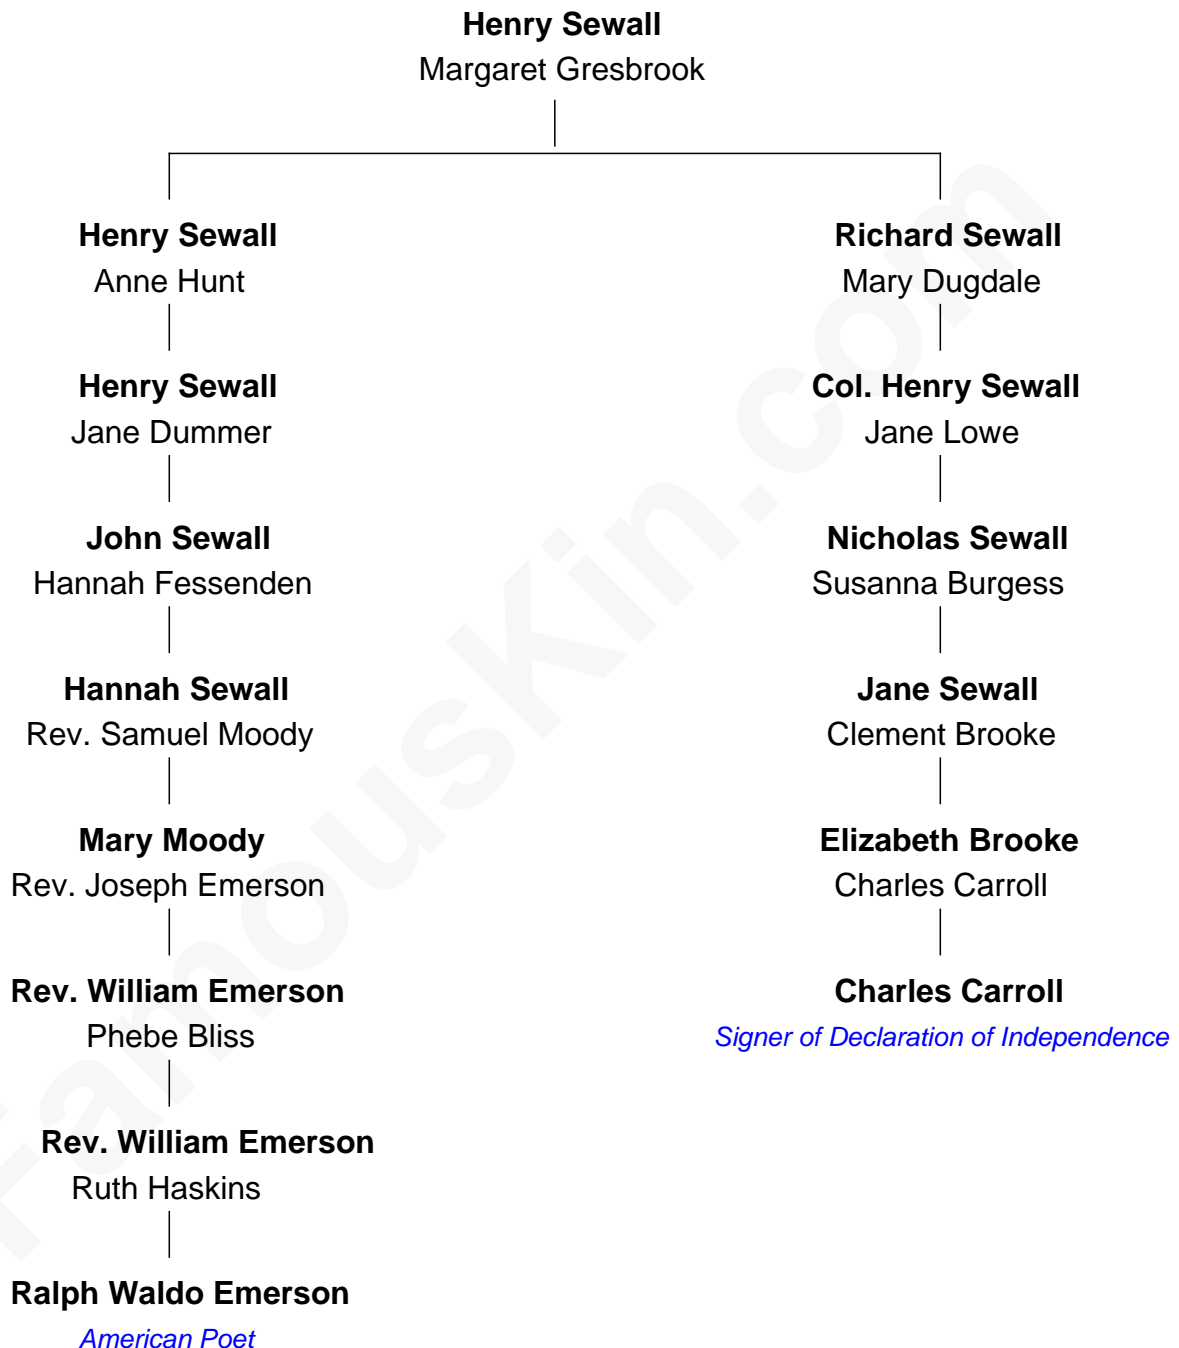 Henry Sewall
Margaret Gresbrook
Henry Sewall
Anne Hunt
Henry Sewall
Jane Dummer
John Sewall
Hannah Fessenden
Hannah Sewall
Rev. Samuel Moody
Mary Moody
Rev. Joseph Emerson
Rev. William Emerson
Phebe Bliss
Rev. William Emerson
Ruth Haskins
Ralph Waldo Emerson
American Poet
Richard Sewall
Mary Dugdale
Col. Henry Sewall
Jane Lowe
Nicholas Sewall
Susanna Burgess
Jane Sewall
Clement Brooke
Elizabeth Brooke
Charles Carroll
Charles Carroll
Signer of Declaration of Independence
FamousKin.com